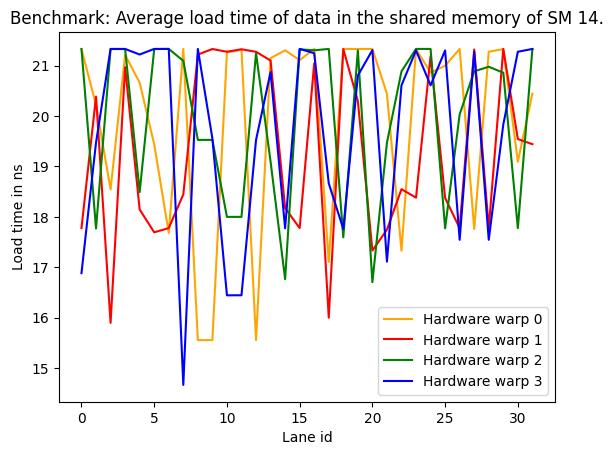 Benchmark: Average load time of data in the shared memory of SM 14.
Load time in ns
21
20
19
18
17
16
15
Hardware warp 0
Hardware warp 1
Hardware warp 2
Hardware warp 3
0 5 10 15 20 25 30
Lane id